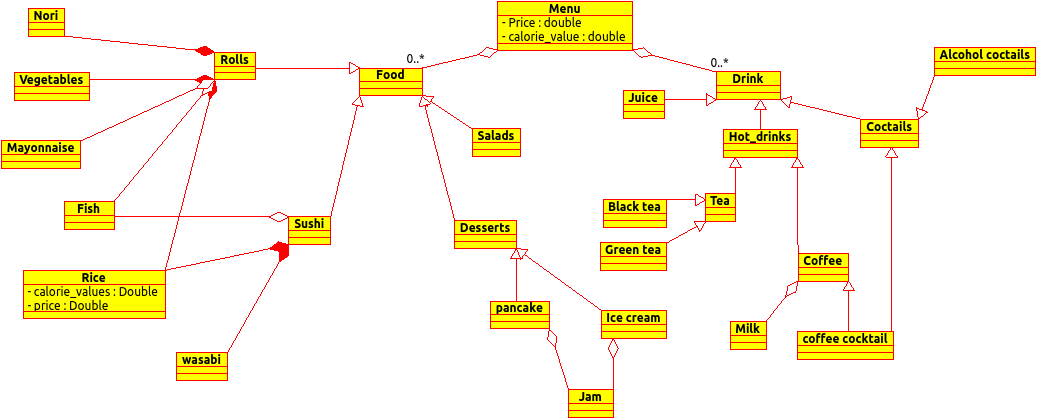 Menu
- Price : double
- calorie_value : double
Nori
Rolls
0..*
0..*
Food
Drink
Alcohol coctails
Vegetables
Juice
Coctails
Hot_drinks
Salads
Mayonnaise
Fish
Sushi
Desserts
Black tea
Tea
Green tea
Coffee
Rice
- calorie_values : Double
- price : Double
pancake
Ice cream
Milk
coffee cocktail
wasabi
Jam